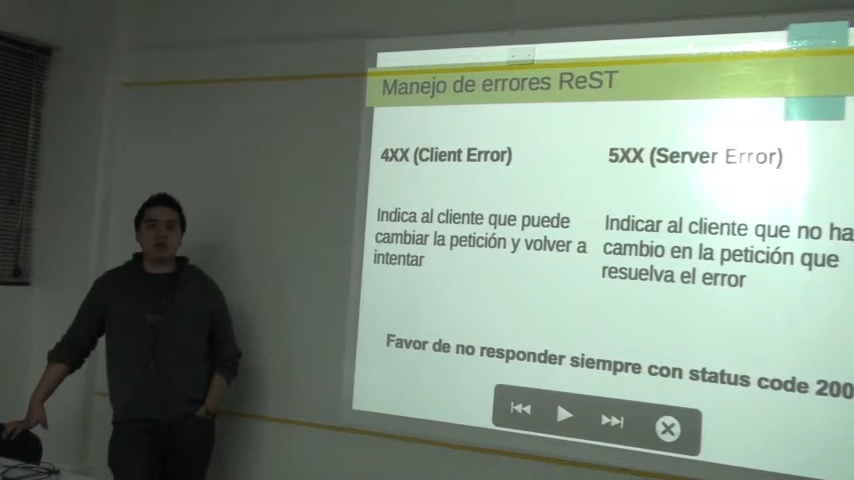 Manejo de errores ReST
4XX (Client Error)
Indica al cliente que puede
cambiar la petición y volver a
intentar
5XX (Server Error)
Indicar al cliente que no ha
cambio en la petición que
resuelva el error
Favor de no responder siempre con status code 200